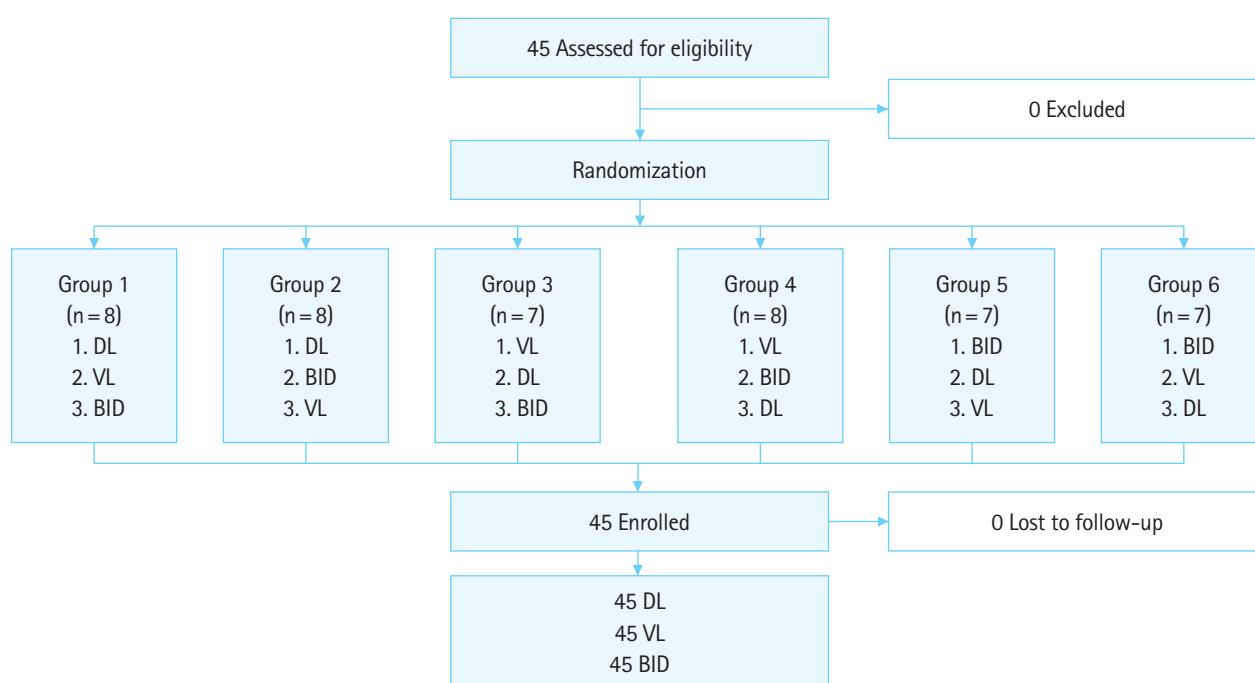 45 Assessed for eligibility
0 Excluded
Randomization
Group 1
(n=8)
1. DL
2. VL
3. BID
Group 2
(n=8)
1. DL
2. BID
3. VL
Group 3
(n=7)
1. VL
2. DL
3. BID
Group 4
(n=8)
1. VL
2. BID
3. DL
Group 5
(n=7)
1. BID
2. DL
3. VL
Group 6
(n=7)
1. BID
2. VL
3. DL
45 Enrolled
0 Lost to follow-up
45 DL
45 VL
45 BID